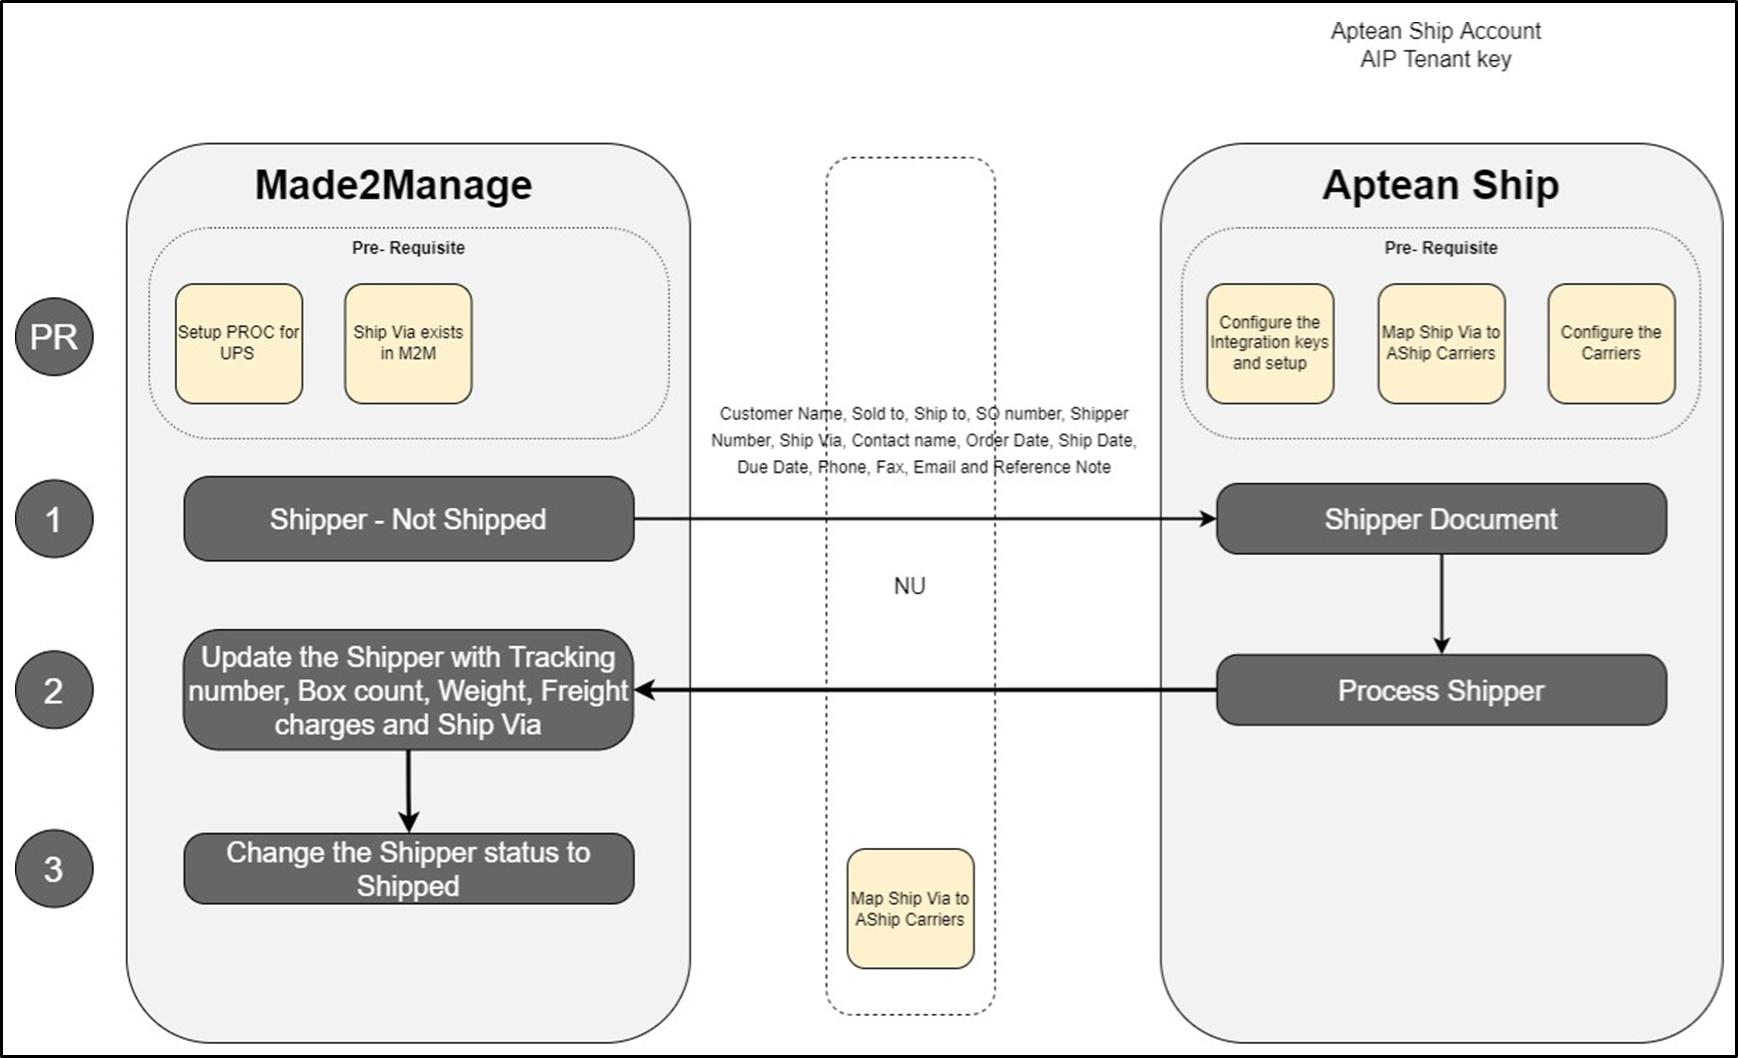 Aptean Ship Account
AIP Tenant key
Made2Manage
Aptean Ship
Pre- Requisite
Pre- Requisite
PR
Setup PROC for
UPS
Ship Via exists
in M2M
Configure the
Integration keys
and setup
Map Ship Via to
AShip Carriers
Configure the
Carriers
Customer Name, Sold to, Ship to, SO number, Shipper
Number, Ship Via, Contact name, Order Date, Ship Date,
Due Date, Phone, Fax, Email and Reference Note
1
Shipper - Not Shipped
Shipper Document
NU
2
Update the Shipper with Tracking
number, Box count, Weight, Freight
charges and Ship Via
Process Shipper
3
Change the Shipper status to
Shipped
Map Ship Via to
AShip Carriers